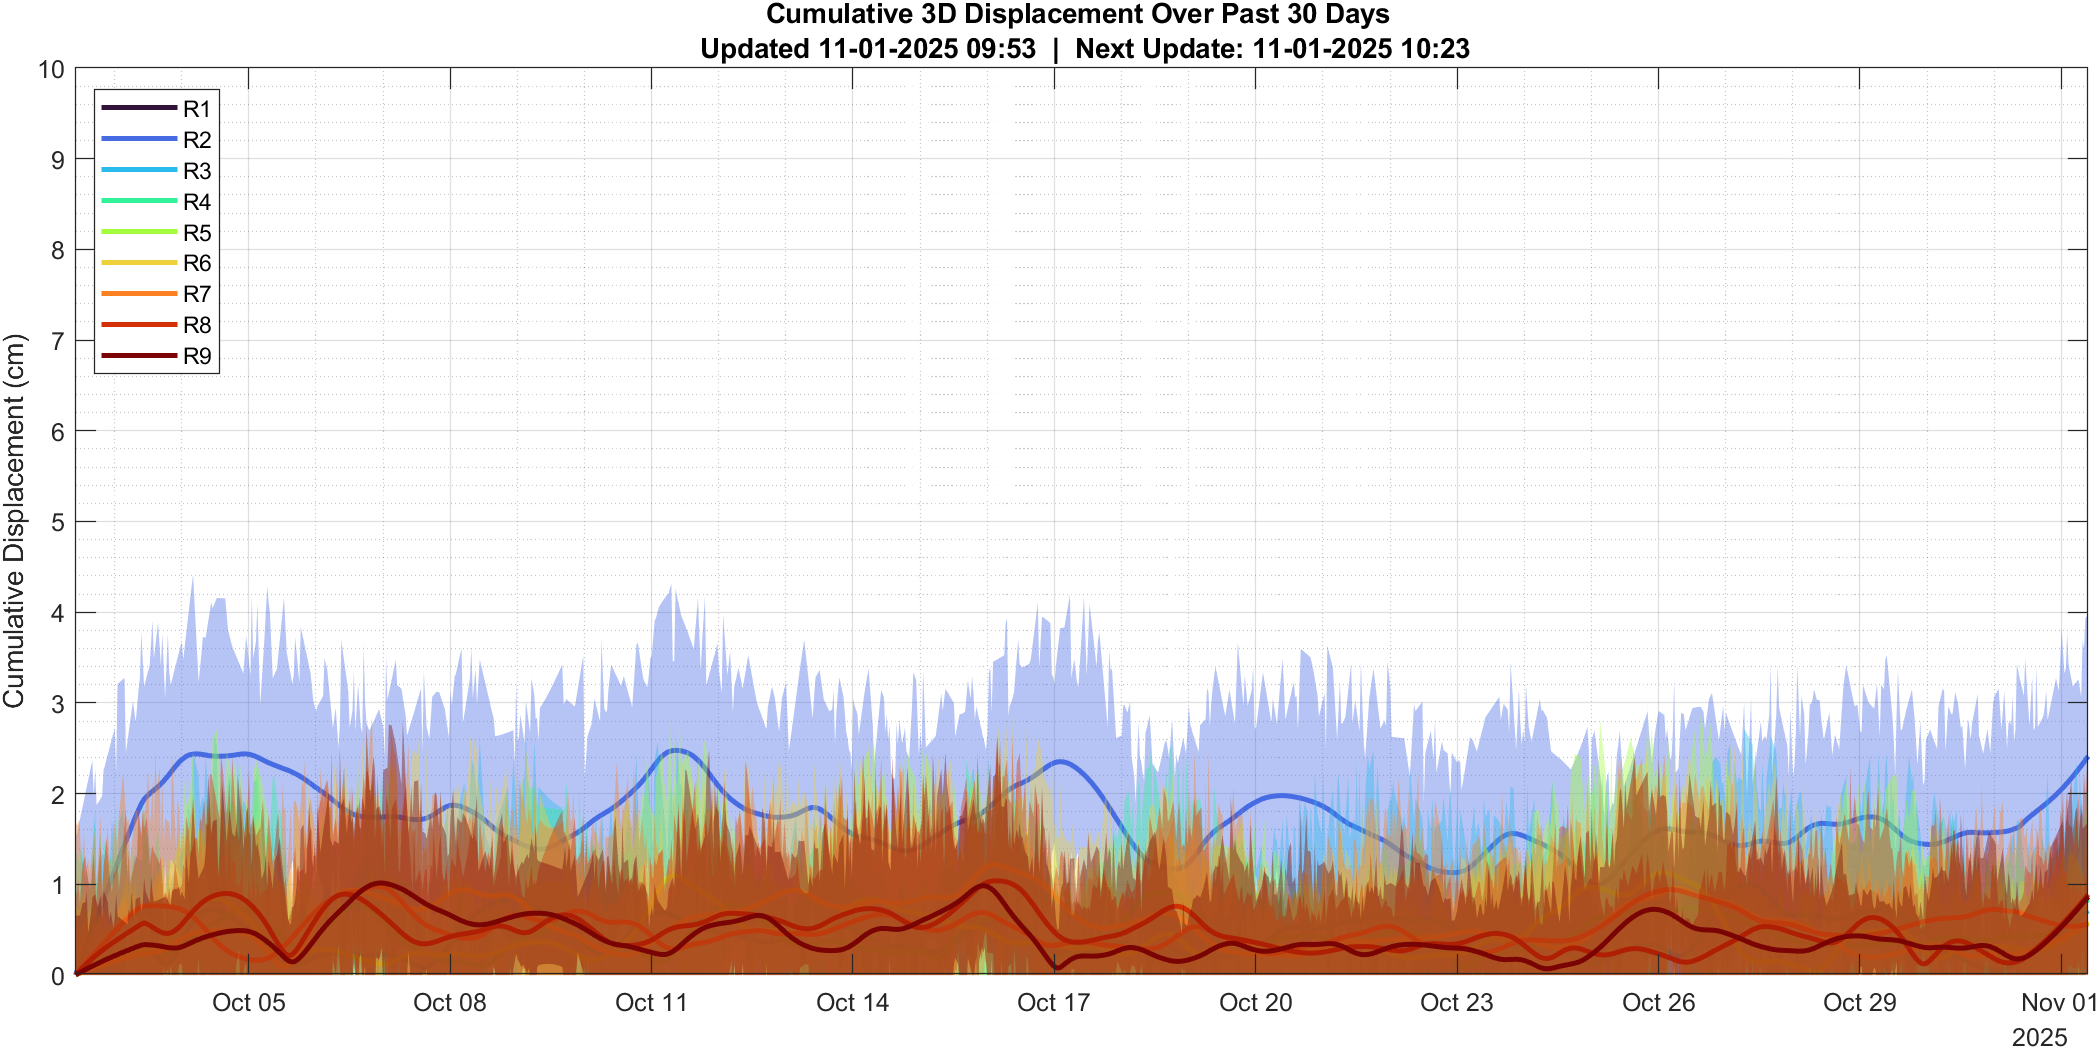 Cumulative 3D Displacement Over Past 30 Days
Updated 11-01-2025 09:53 | Next Update: 11-01-2025 10:23
10
9
8
7
6
5
4
3
2
1
0
Cumulative Displacement (cm)
R1
R2
R3
R4
R5
R6
R7
R8
R9
Oct 05
Oct 08
Oct 11
Oct 14
Oct 17
Oct 20
Oct 23
Oct 26
Oct 29
Nov 01
2025